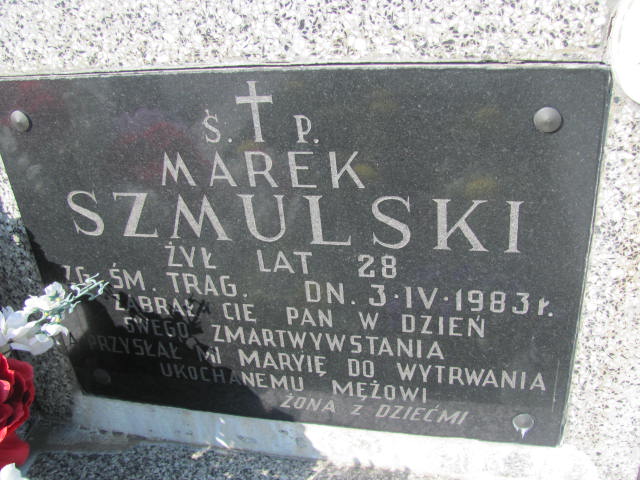 Ś. P.
MAREK
SZMULSKI
ŻYŁ LAT 28
ZG. ŚM. TRAG. DN. 3·IV·1983 r.
ZABRAŁ CIĘ PAN W DZIEŃ
SWEGO ZMARTWYWSTANIA
A PRZYSŁAŁ MI MARYIĘ DO WYTRWANIA
UKOCHANEMU MĘŻOWI
ŻONA Z DZIEĆMI